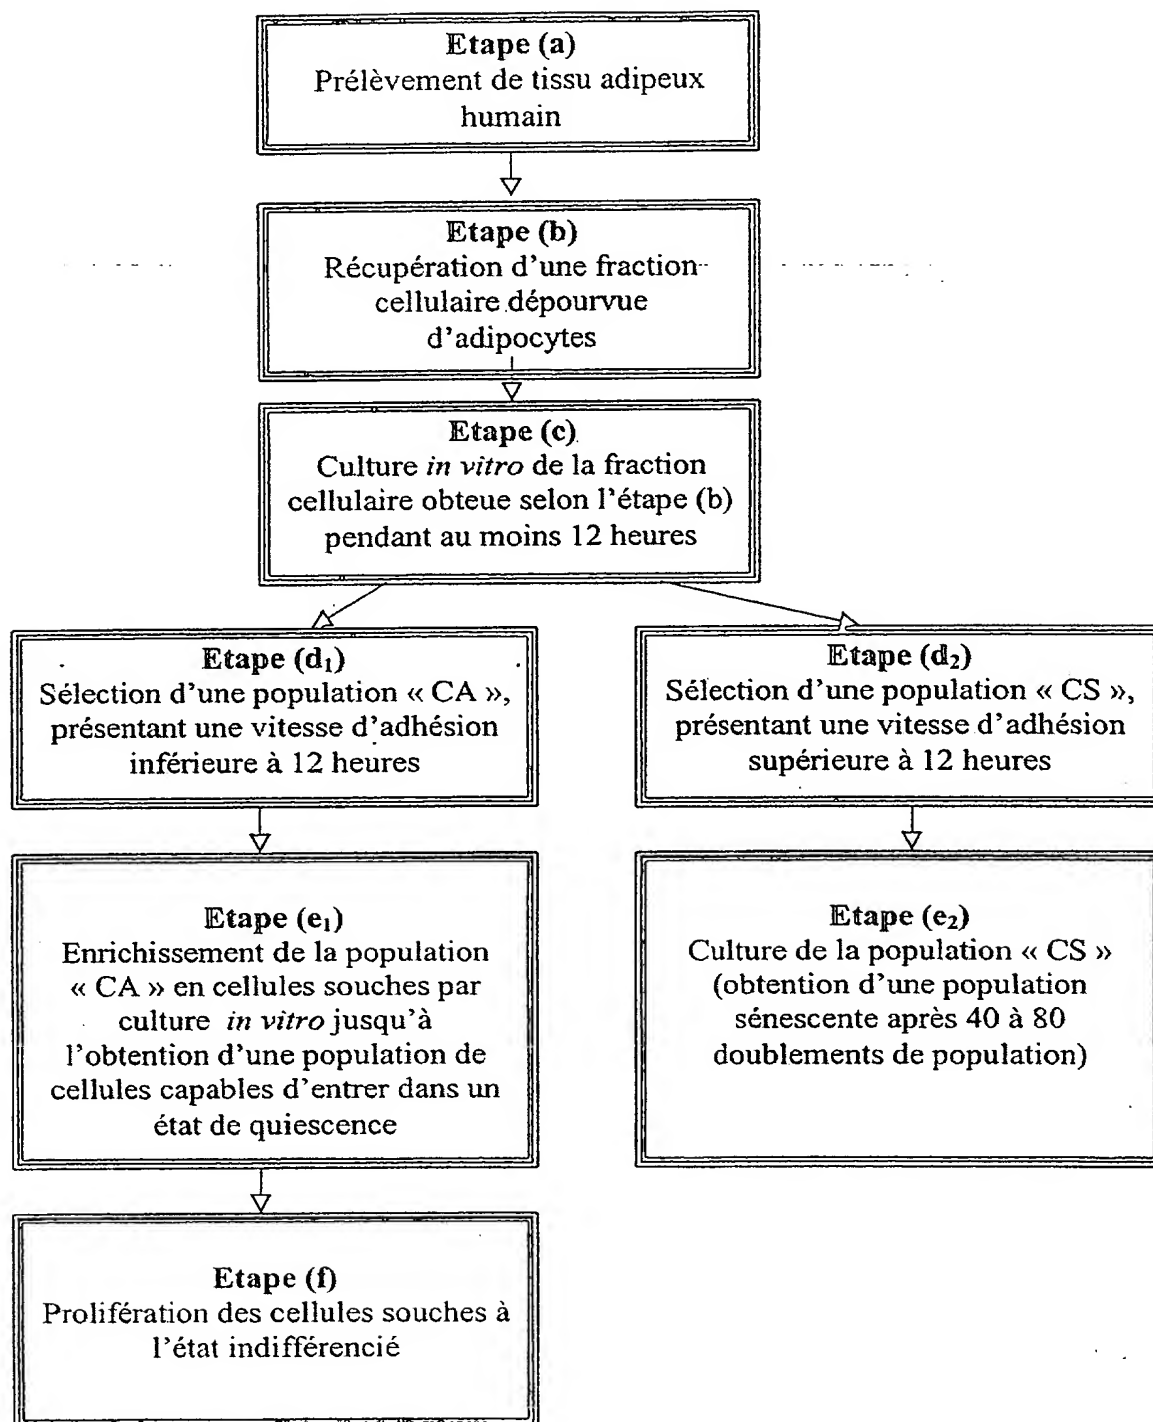 Etape (a)
Prélèvement de tissu adipeux
humain
Etape (b)
Récupération d'une fraction
cellulaire dépourvue
d'adipocytes
Etape (c)
Culture in vitro de la fraction
cellulaire obteue selon l'étape (b)
pendant au moins 12 heures
Etape (d₁)
Sélection d'une population « CA »,
présentant une vitesse d'adhésion
inférieure à 12 heures
Etape (d₂)
Sélection d'une population « CS »,
présentant une vitesse d'adhésion
supérieure à 12 heures
Etape (e₁)
Enrichissement de la population
« CA » en cellules souches par
culture in vitro jusqu'à
l'obtention d'une population de
cellules capables d'entrer dans un
état de quiescence
Etape (e₂)
Culture de la population « CS »
(obtention d'une population
sénescente après 40 à 80
doublements de population)
Etape (f)
Prolifération des cellules souches à
l'état indifférencié